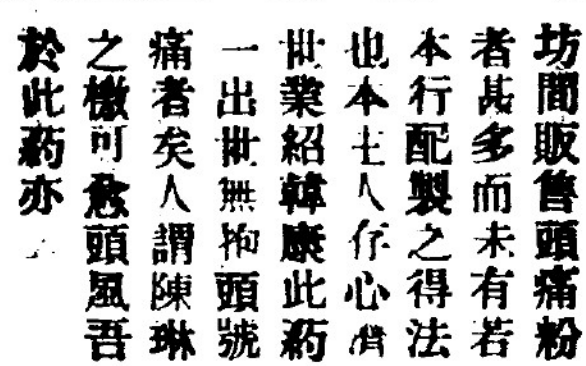 坊間販售頭痛粉
者甚多而未有若
本行配製之得法
也本主人存心濟
世業紹韓康此葯
一出世無抱頭號
痛者矣人謂陳琳
之檄可愈頭風吾
於此葯亦